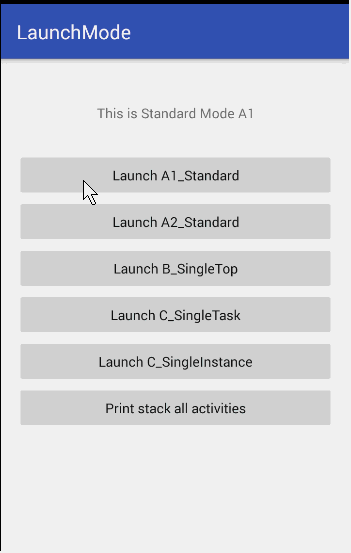 LaunchMode
This is Standard Mode A1
Launch A1_Standard
Launch A2_Standard
Launch B_SingleTop
Launch C_SingleTask
Launch C_SingleInstance
Print stack all activities